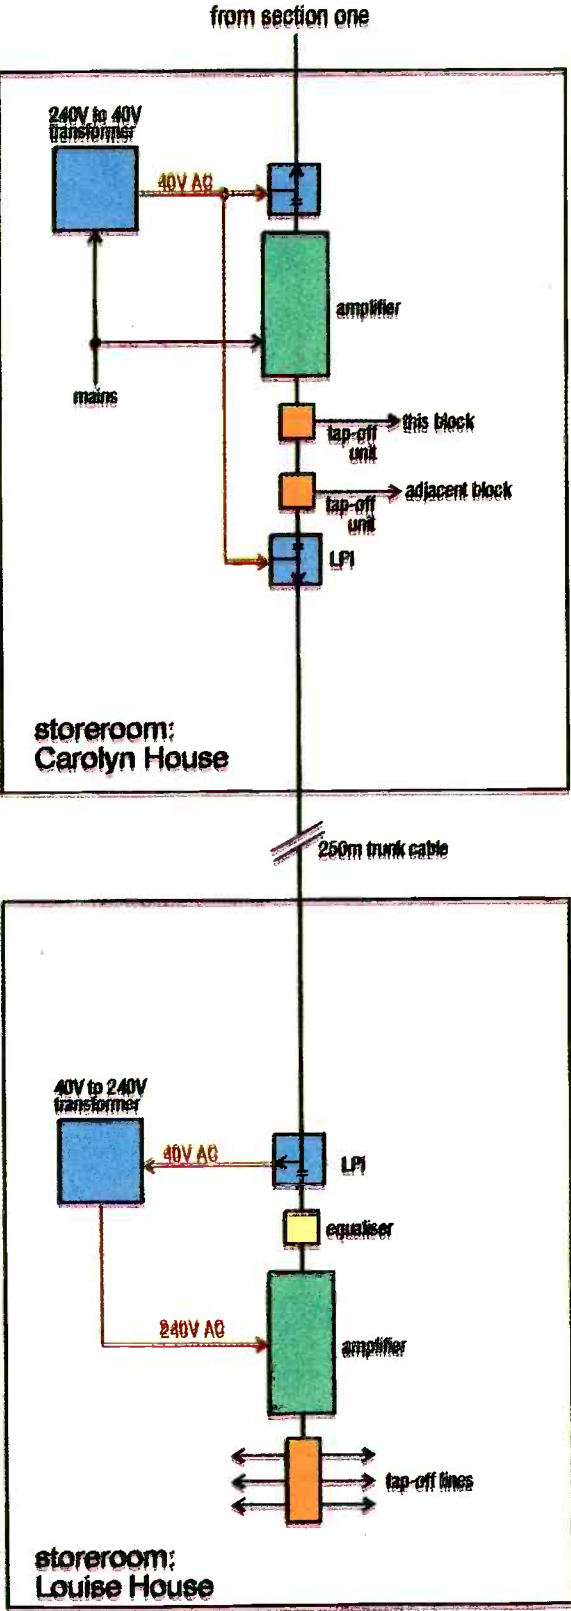 from section one
240V to 40V
transformer
40V AC
amplifier
mains
this block
tap-off
unit
adjacent block
tap-off
unit
LPI
storeroom:
Carolyn House
250m trunk cable
40V to 240V
transformer
40V AC
LPI
equaliser
240V AC
amplifier
tap-off lines
storeroom:
Louise House